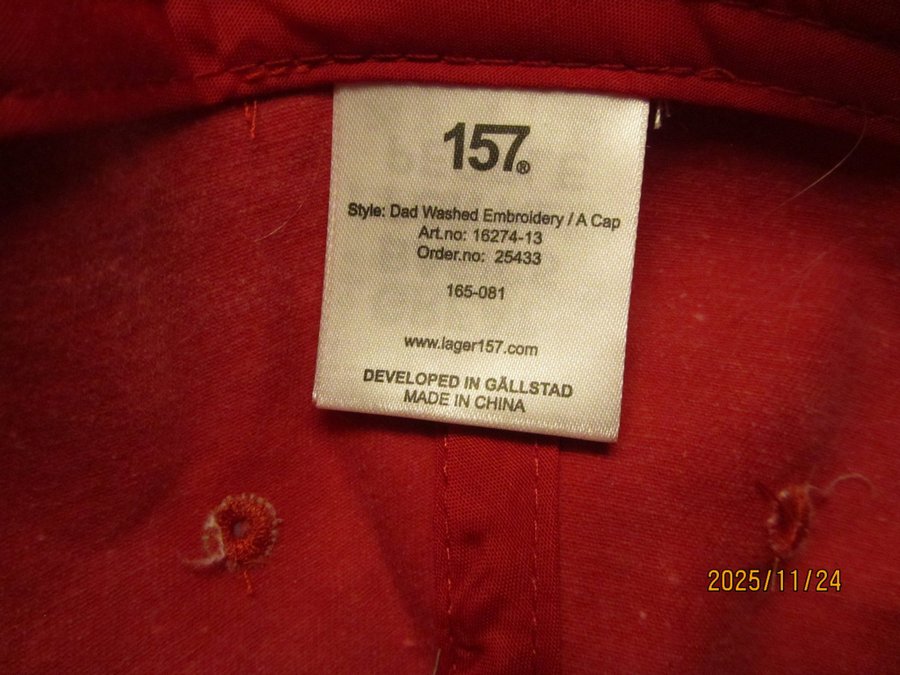 157®
Style: Dad Washed Embroidery / A Cap
Art.no: 16274-13
Order.no: 25433
165-081
www.lager157.com
DEVELOPED IN GÄLLSTAD
MADE IN CHINA
2025/11/24